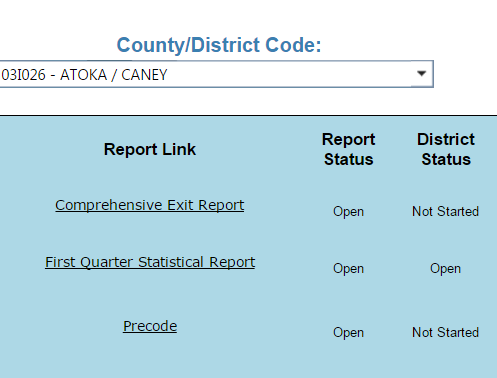 County/District Code:
03I026 - ATOKA / CANEY
Report Link Report Status District Status
Comprehensive Exit Report Open Not Started
First Quarter Statistical Report Open Open
Precode Open Not Started